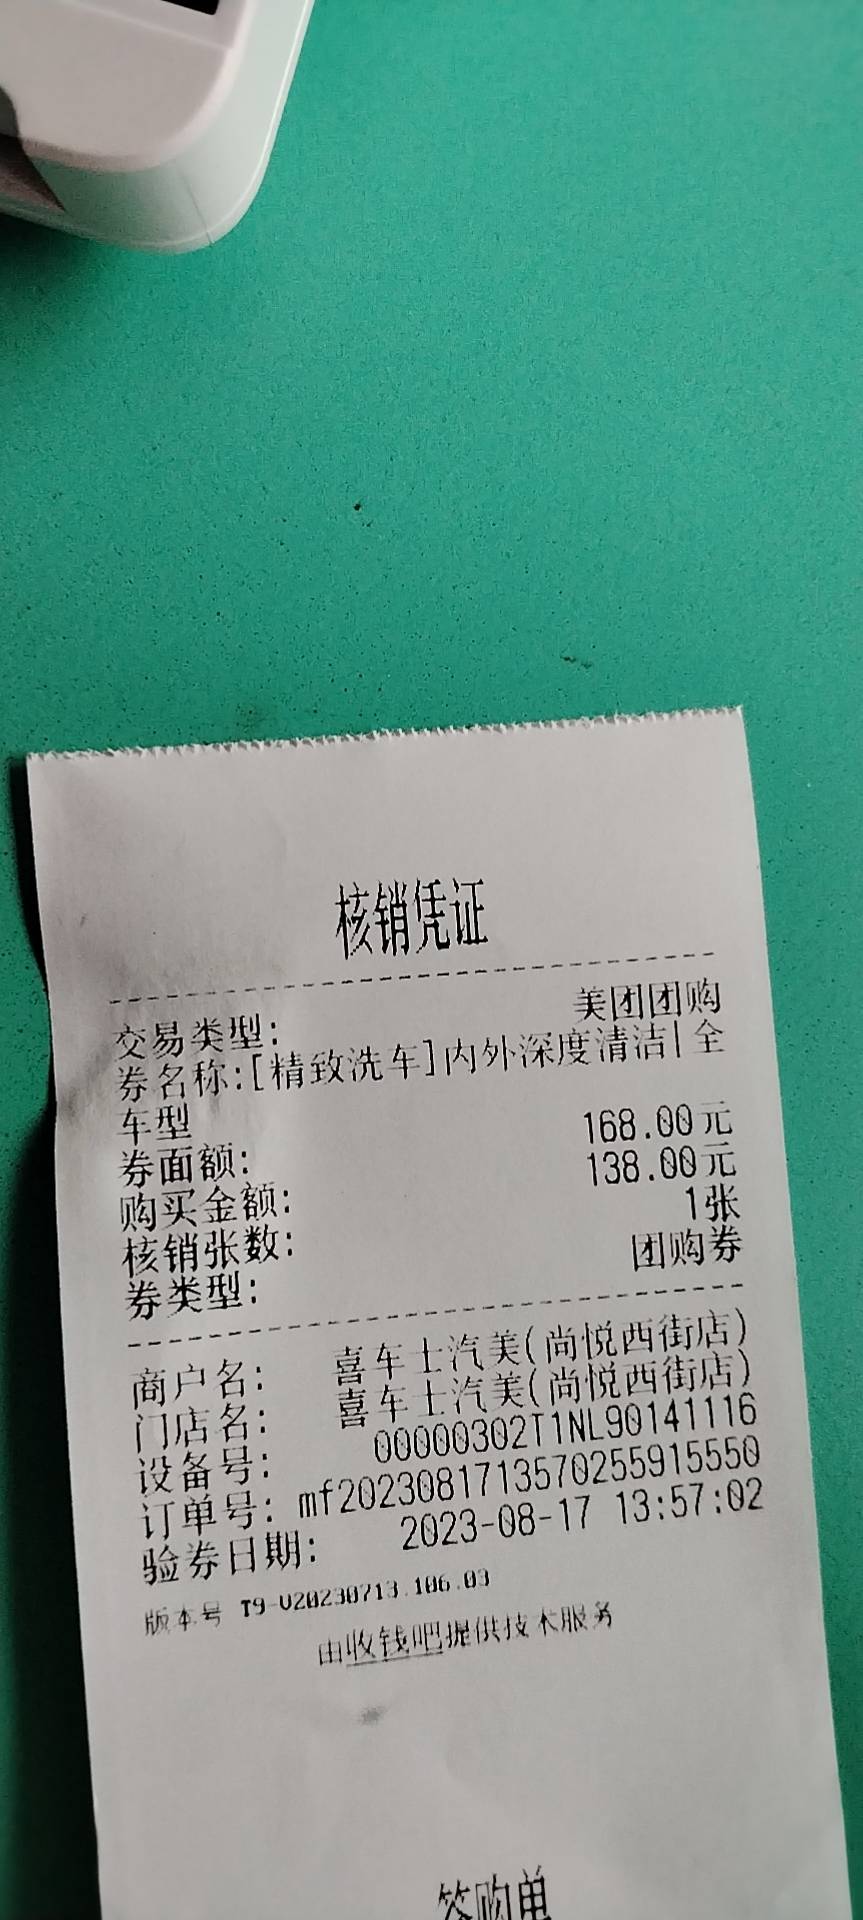 核销凭证
交易类型: 美团团购
券名称:[精致洗车]内外深度清洁|全
车型
券面额: 168.00元
购买金额: 138.00元
核销张数: 1张
券类型: 团购券
商户名: 喜车士汽美(尚悦西街店)
门店名: 喜车士汽美(尚悦西街店)
设备号: 00000302T1NL90141116
订单号: mf2023081713570255915550
验券日期: 2023-08-17 13:57:02
版本号 T9-V20230713.106.03
由收钱吧提供技术服务
签购单